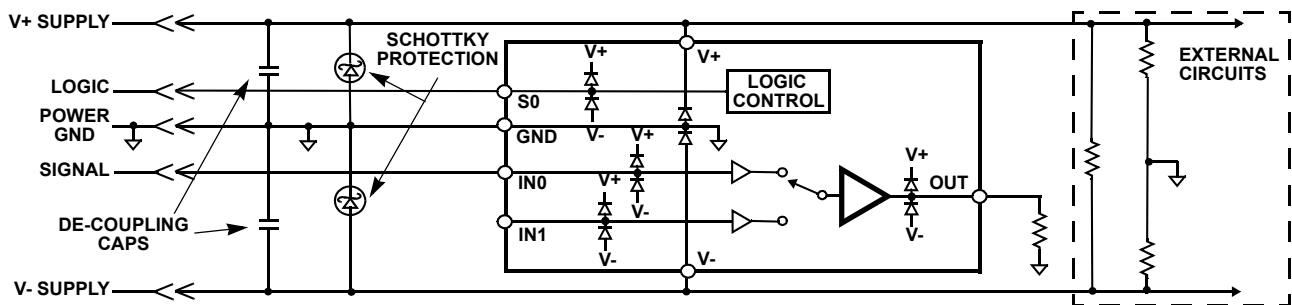 V+ SUPPLY
LOGIC
POWER
GND
SIGNAL
DE-COUPLING
CAPS
V- SUPPLY
SCHOTTKY
PROTECTION
S0
GND
IN0
IN1
V+
V-
V+
V-
V+
V-
V+
LOGIC
CONTROL
V+
V-
OUT
V-
EXTERNAL
CIRCUITS